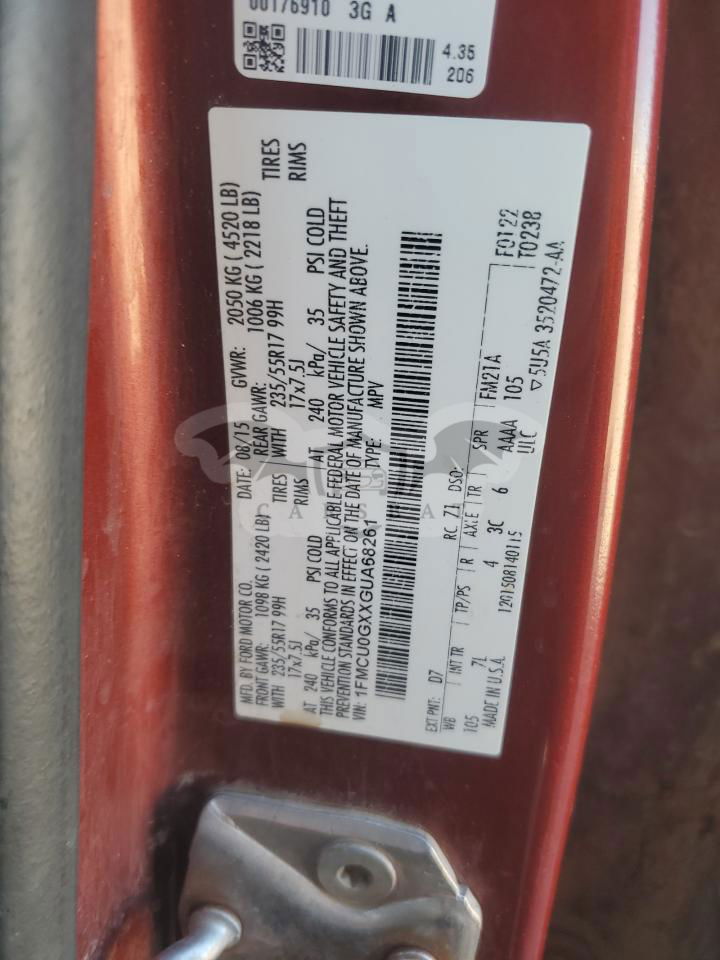 00176910 3G A
4.35
206
MFD. BY FORD MOTOR CO. DATE: 08/15 GVWR: 2050 KG ( 4520 LB)
FRONT GAWR: 1098 KG ( 2420 LB) REAR GAWR: 1006 KG ( 2218 LB)
WITH 235/55R17 99H TIRES WITH 235/55R17 99H TIRES
17x7.5J RIMS 17x7.5J RIMS
AT 240 kPa/ 35 PSI COLD AT 240 kPa/ 35 PSI COLD
THIS VEHICLE CONFORMS TO ALL APPLICABLE FEDERAL MOTOR VEHICLE SAFETY AND THEFT
PREVENTION STANDARDS IN EFFECT ON THE DATE OF MANUFACTURE SHOWN ABOVE.
VIN: 1FMCU0GXXGUA68261 TYPE: MPV
EXT PNT: D7 RC: 71 DSO: F0122
WB INT TR TP/PS R AXLE TR SPR FM21A T0238
105 7L 4 3C 6 AAAA 105
MADE IN U.S.A. 1201508140115 ULC ▽5U5A 3520472-AA